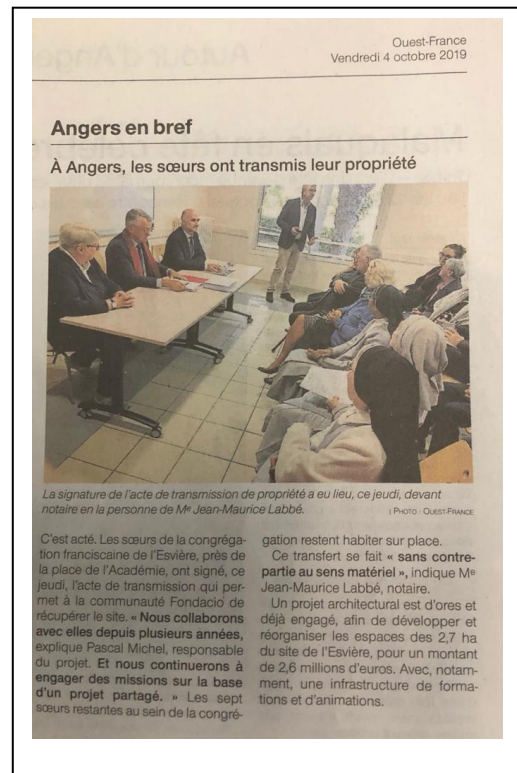 Ouest-France
Vendredi 4 octobre 2019
Angers en bref
À Angers, les sœurs ont transmis leur propriété
La signature de l'acte de transmission de propriété a eu lieu, ce jeudi, devant
notaire en la personne de Me Jean-Maurice Labbé.
| PHOTO : OUEST-FRANCE
C'est acté. Les sœurs de la congréga-
tion franciscaine de l'Esvière, près de
la place de l'Académie, ont signé, ce
jeudi, l'acte de transmission qui per-
met à la communauté Fondacio de
récupérer le site. « Nous collaborons
avec elles depuis plusieurs années,
explique Pascal Michel, responsable
du projet. Et nous continuerons à
engager des missions sur la base
d'un projet partagé. » Les sept
sœurs restantes au sein de la congré-
gation restent habiter sur place.
Ce transfert se fait « sans contre-
partie au sens matériel », indique Me
Jean-Maurice Labbé, notaire.
Un projet architectural est d'ores et
déjà engagé, afin de développer et
réorganiser les espaces des 2,7 ha
du site de l'Esvière, pour un montant
de 2,6 millions d'euros. Avec, notam-
ment, une infrastructure de forma-
tions et d'animations.